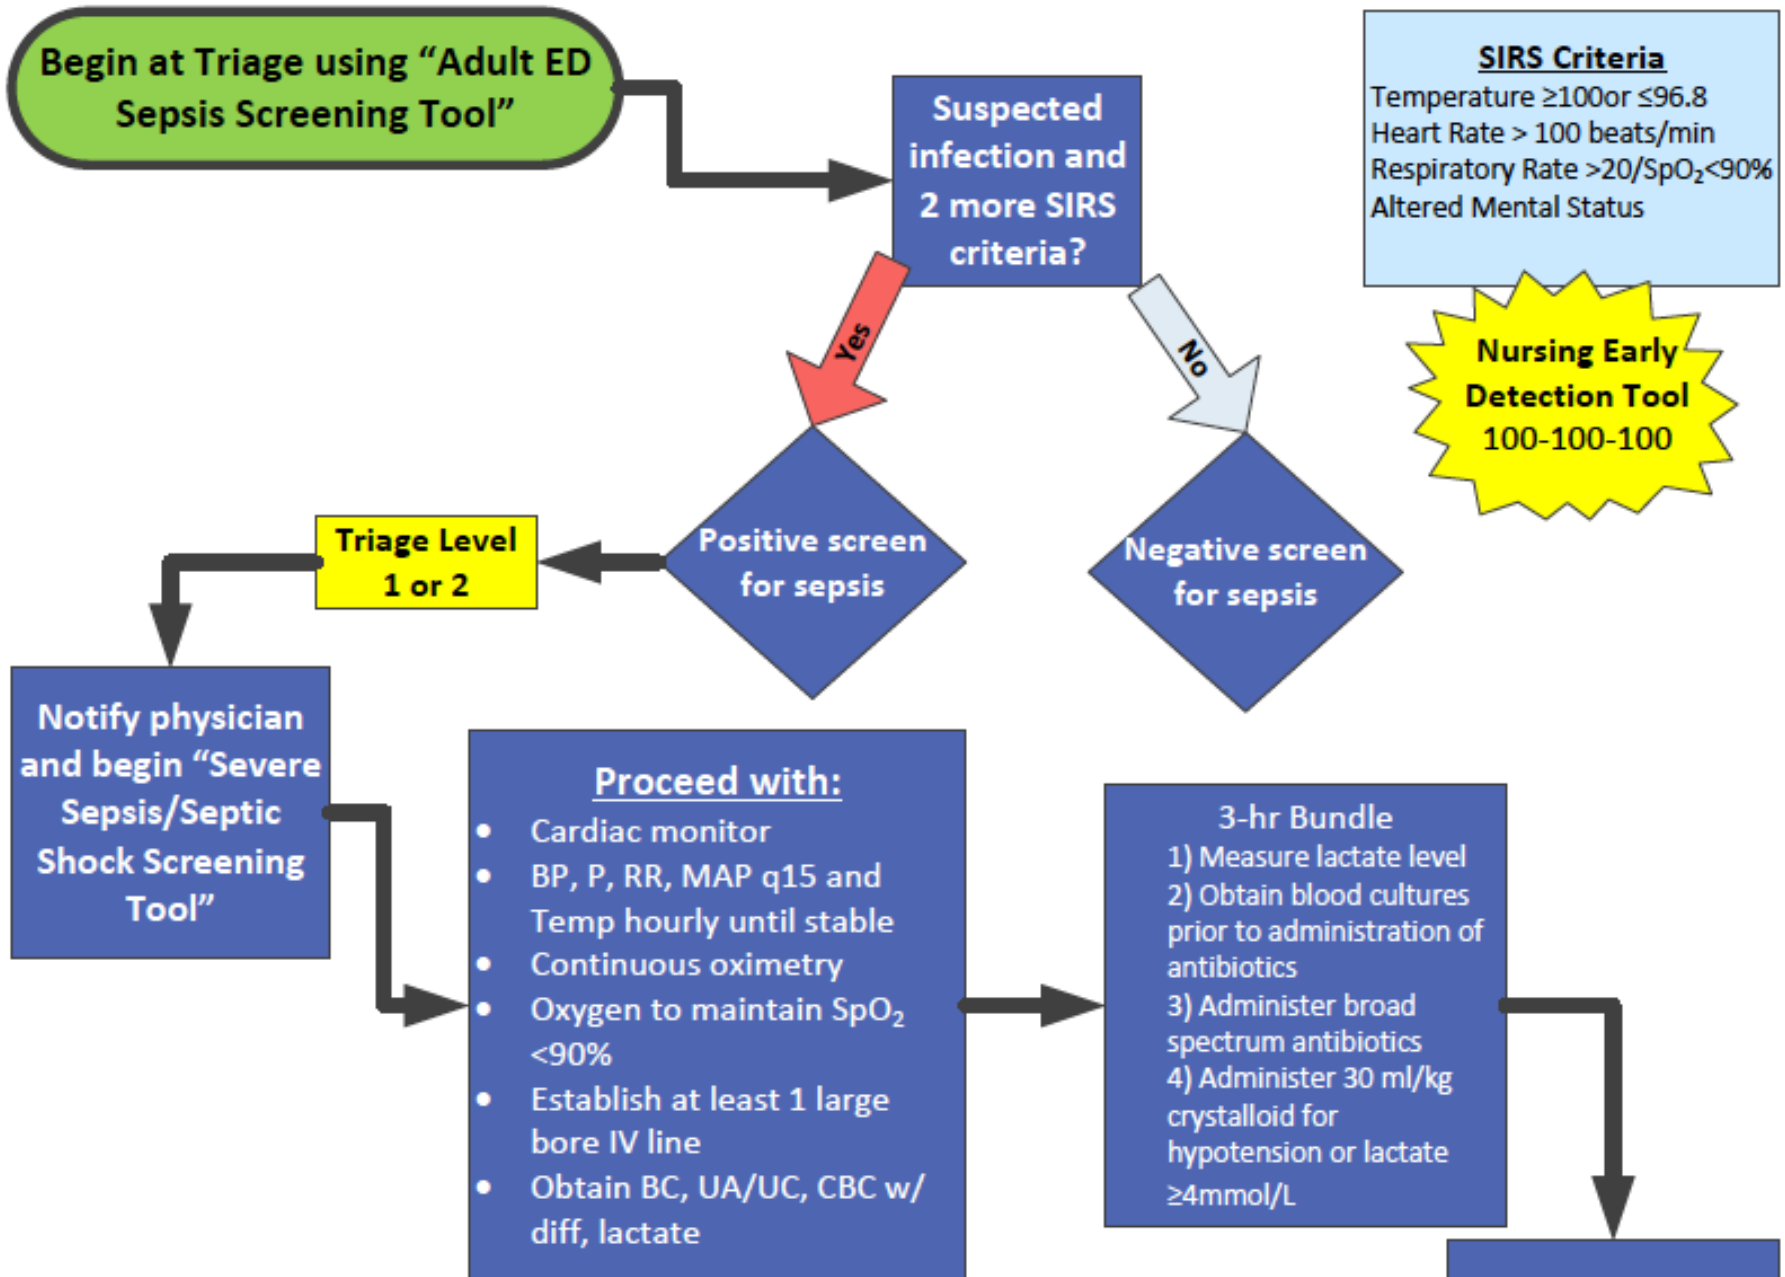 Begin at Triage using “Adult ED
Sepsis Screening Tool”
Suspected
infection and
2 more SIRS
criteria?
SIRS Criteria
Temperature ≥100or ≤96.8
Heart Rate > 100 beats/min
Respiratory Rate >20/SpO₂<90%
Altered Mental Status
Nursing Early
Detection Tool
100-100-100
Yes
No
Positive screen
for sepsis
Negative screen
for sepsis
Triage Level
1 or 2
Notify physician
and begin “Severe
Sepsis/Septic
Shock Screening
Tool”
Proceed with:
• Cardiac monitor
• BP, P, RR, MAP q15 and
Temp hourly until stable
• Continuous oximetry
• Oxygen to maintain SpO₂
<90%
• Establish at least 1 large
bore IV line
• Obtain BC, UA/UC, CBC w/
diff, lactate
3-hr Bundle
1) Measure lactate level
2) Obtain blood cultures
prior to administration of
antibiotics
3) Administer broad
spectrum antibiotics
4) Administer 30 ml/kg
crystalloid for
hypotension or lactate
≥4mmol/L